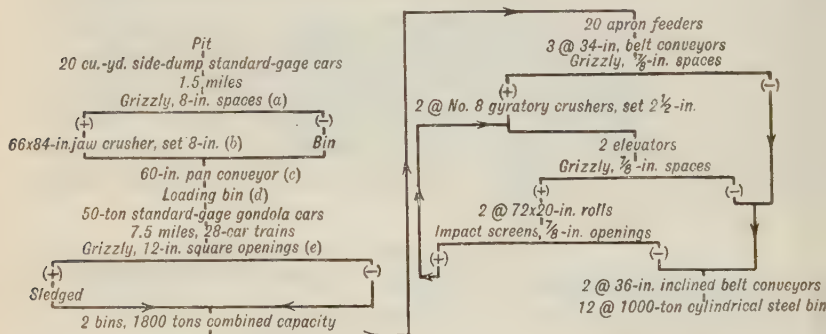 Pit
20 cu.-yd. side-dump standard-gage cars
1.5 miles
Grizzly, 8-in. spaces (a)
(+) (-)
66x84-in. jaw crusher, set 8-in. (b) Bin
60-in. pan conveyor (c)
Loading bin (d)
50-ton standard-gage gondola cars
7.5 miles, 28-car trains
Grizzly, 12-in. square openings (e)
(+) (-)
Sledged
2 bins, 1800 tons combined capacity
20 apron feeders
3 @ 34-in. belt conveyors
Grizzly, 7/8-in. spaces
(+) (-)
2 @ No. 8 gyratory crushers, set 2 1/2-in.
2 elevators
Grizzly, 7/8-in. spaces
(+) (-)
2 @ 72x20-in. rolls
Impact screens, 7/8-in. openings
(+) (-)
2 @ 36-in. inclined belt conveyors
12 @ 1000-ton cylindrical steel bin